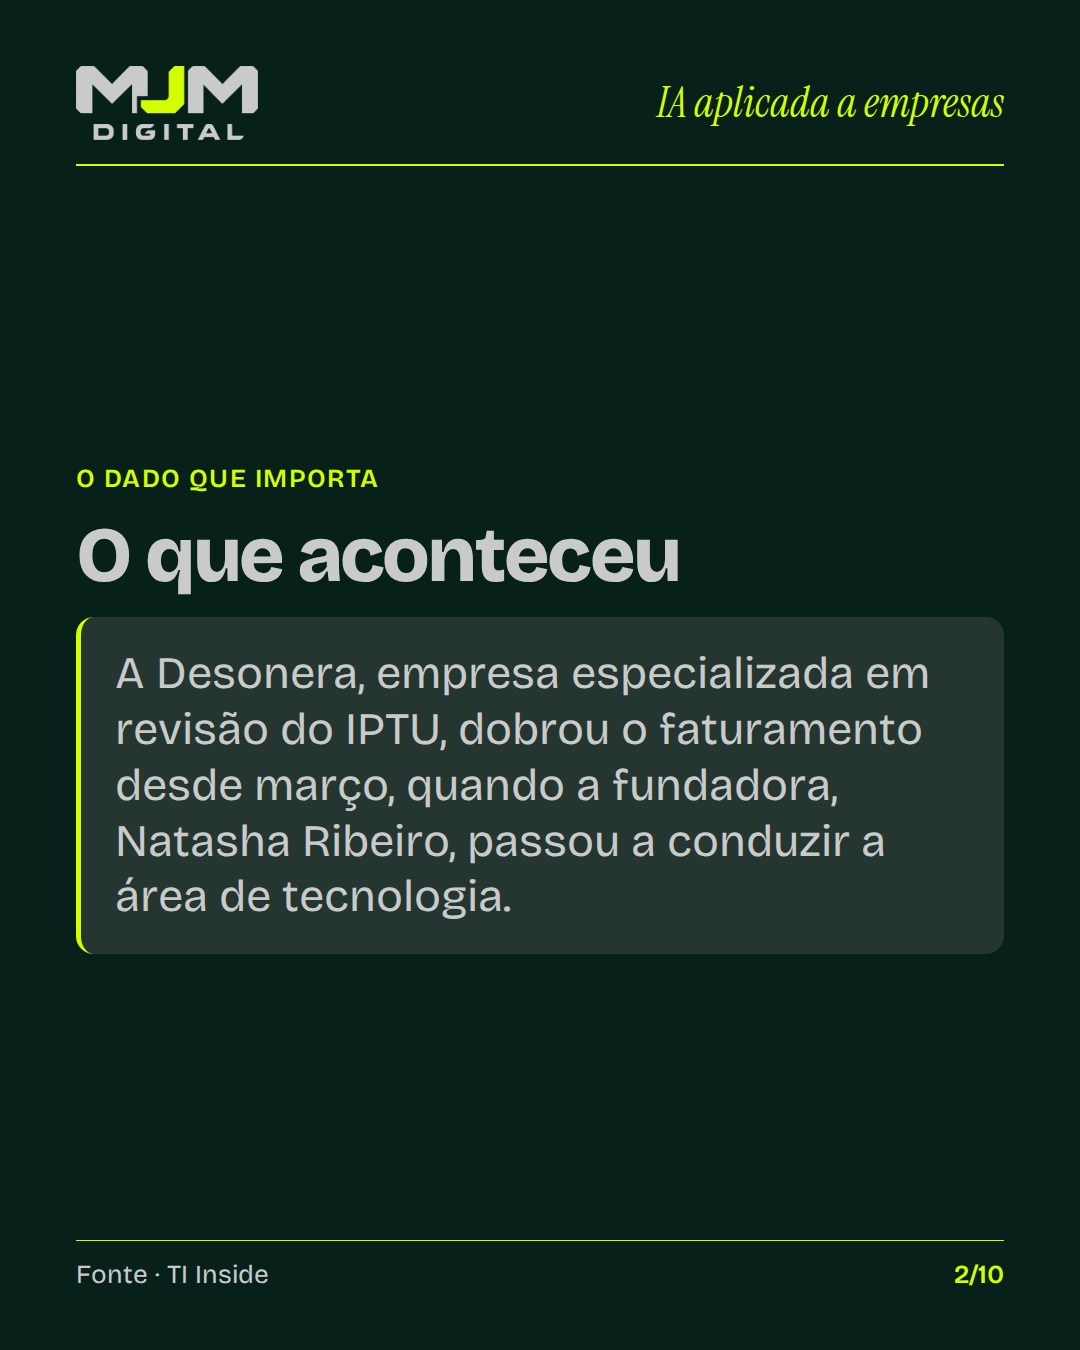 MJM
DIGITAL
IA aplicada a empresas
O DADO QUE IMPORTA
O que aconteceu
A Desonera, empresa especializada em
revisão do IPTU, dobrou o faturamento
desde março, quando a fundadora,
Natasha Ribeiro, passou a conduzir a
área de tecnologia.
Fonte · TI Inside
2/10